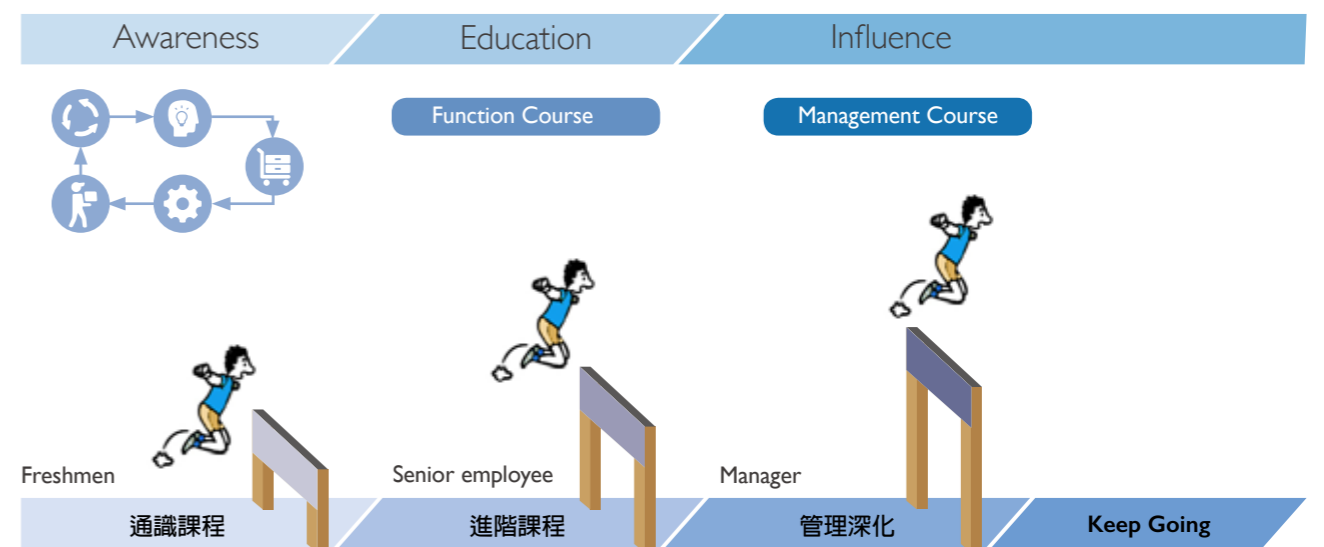 Awareness
Education
Influence
Function Course
Management Course
Freshmen
Senior employee
Manager
通識課程
進階課程
管理深化
Keep Going